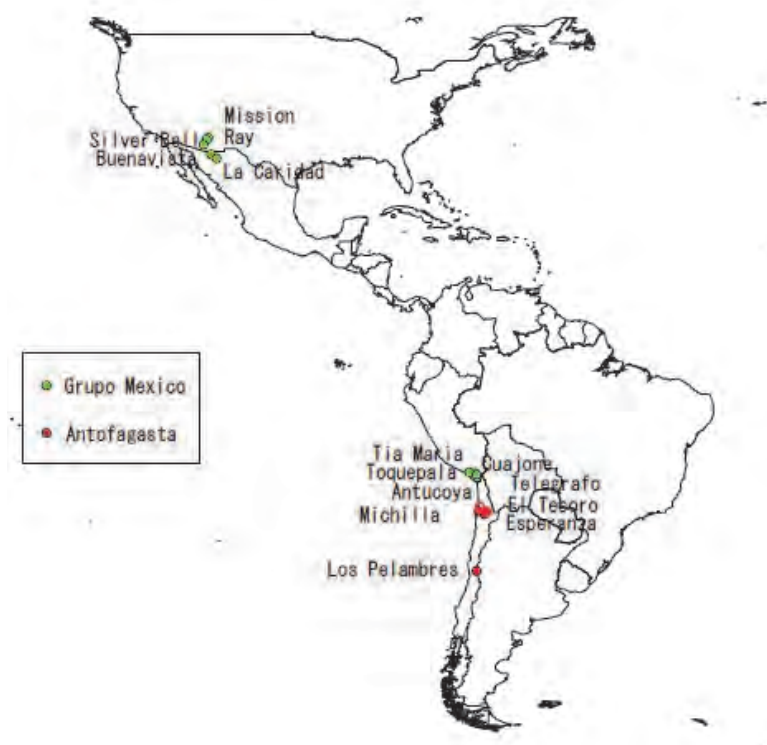 Mission
Silver Bell Ray
Buenavista
La Caridad
Grupo Mexico
Antofagasta
Tia Maria
Cuajone
Toquepala
Telegrafo
Antucoya
El Tesoro
Michilla
Esperanza
Los Pelambres